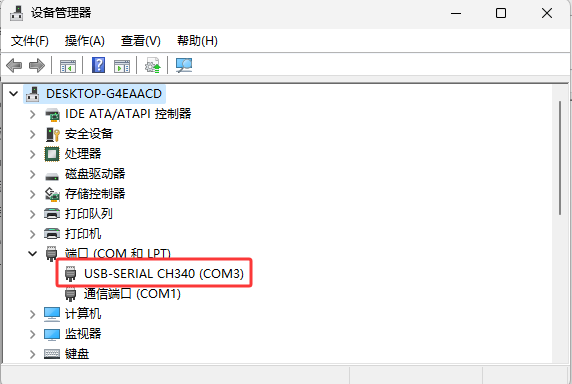 设备管理器
文件(F) 操作(A) 查看(V) 帮助(H)
DESKTOP-G4EAACD
IDE ATA/ATAPI 控制器
安全设备
处理器
磁盘驱动器
存储控制器
打印队列
打印机
端口 (COM 和 LPT)
USB-SERIAL CH340 (COM3)
通信端口 (COM1)
计算机
监视器
键盘